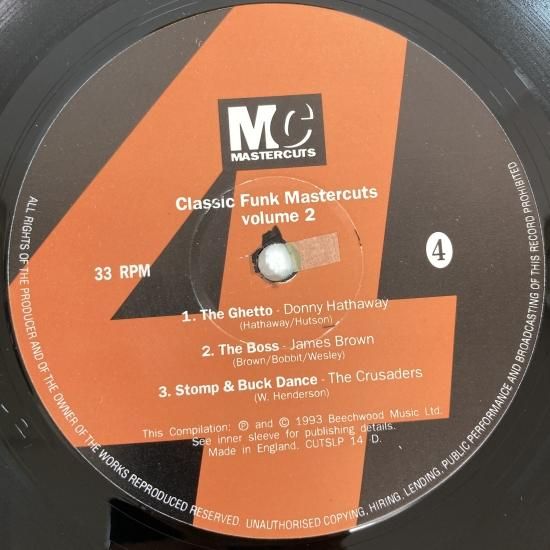 Mc
MASTERCUTS
Classic Funk Mastercuts
volume 2
33 RPM
4
1. The Ghetto - Donny Hathaway
(Hathaway/Hutson)
2. The Boss - James Brown
(Brown/Bobbit/Wesley)
3. Stomp & Buck Dance - The Crusaders
(W. Henderson)
This Compilation: Ⓟ and © 1993 Beechwood Music Ltd.
See inner sleeve for publishing details.
Made in England. CUTSLP 14 D.
ALL RIGHTS OF THE PRODUCER AND OF THE OWNER OF THE WORKS REPRODUCED RESERVED. UNAUTHORISED COPYING, HIRING, LENDING, PUBLIC PERFORMANCE AND BROADCASTING OF THIS RECORD PROHIBITED